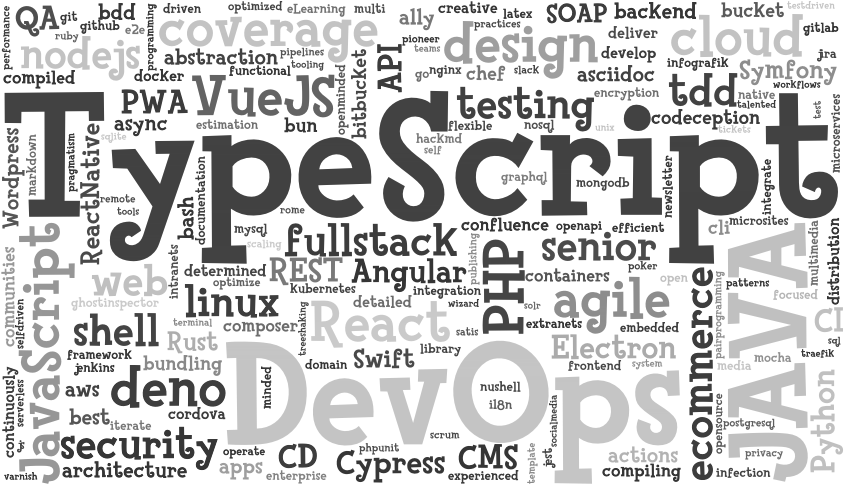 performance
QA
git
bdd
driven
optimized
eLearning
multi
ally
creative
latex
SOAP
backend
bucket
testdriven
ruby
github
e2e
programming
coverage
pioneer
practices
teams
design
deliver
cloud
gitlab
nodejs
abstraction
pipelines
tooling
functional
openminded
bitbucket
API
go
nginx
chef
slack
develop
asciidoc
infografik
jira
Symfony
workflows
compiled
docker
PWA
VueJS
testing
encryption
tdd
native
talented
test
microservices
async
estimation
bun
hackmd
self
flexible
nosql
unix
codeception
tickets
Wordpress
markdown
pragmatism
ReactNative
sqlite
TypeScript
graphql
mongodb
newsletter
integrate
remote
tools
bash
documentation
rome
mysql
scaling
fullstack
confluence
openapi
efficient
cli
microsites
communities
selfdriven
JavaScript
web
intranets
determined
optimize
REST
Angular
publishing
PHP
senior
poker
containers
open
JAVA
multimedia
distribution
ghostinspector
linux
Kubernetes
integration
detailed
wizard
solr
agile
ecommerce
pairprogramming
patterns
focused
shell
terminal
composer
treeshaking
React
satis
extranets
embedded
CI
sql
framework
jenkins
Rust
bundling
domain
Swift
library
Electron
frontend
system
media
mocha
traefik
continuously
serverless
aws
deno
minded
DevOps
nushell
i18n
opensource
postgresql
Python
js
best
iterate
cordova
socialmedia
security
operate
CD
phpunit
scrum
CMS
template
jest
actions
privacy
varnish
architecture
apps
enterprise
Cypress
experienced
compiling
infection